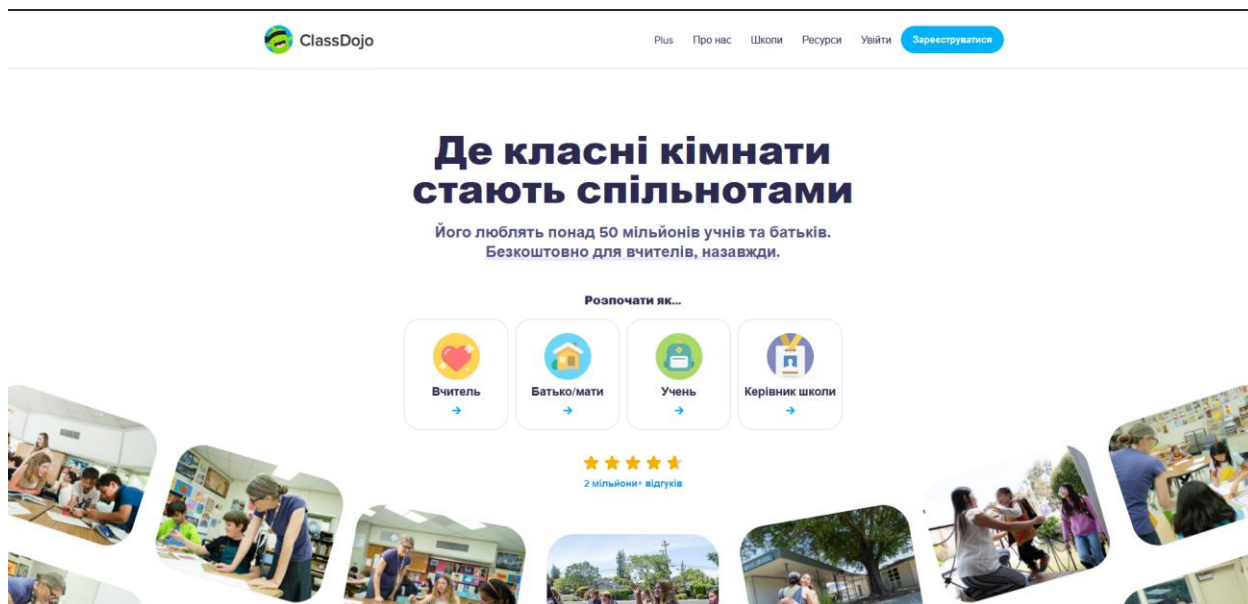 ClassDojo
Plus Про нас Школи Ресурси Увійти Зареєструватися
Де класні кімнати
стають спільнотами
Його люблять понад 50 мільйонів учнів та батьків.
Безкоштовно для вчителів, назавжди.
Розпочати як...
Вчитель Батько/мати Учень Керівник школи
2 мільйони+ відгуків